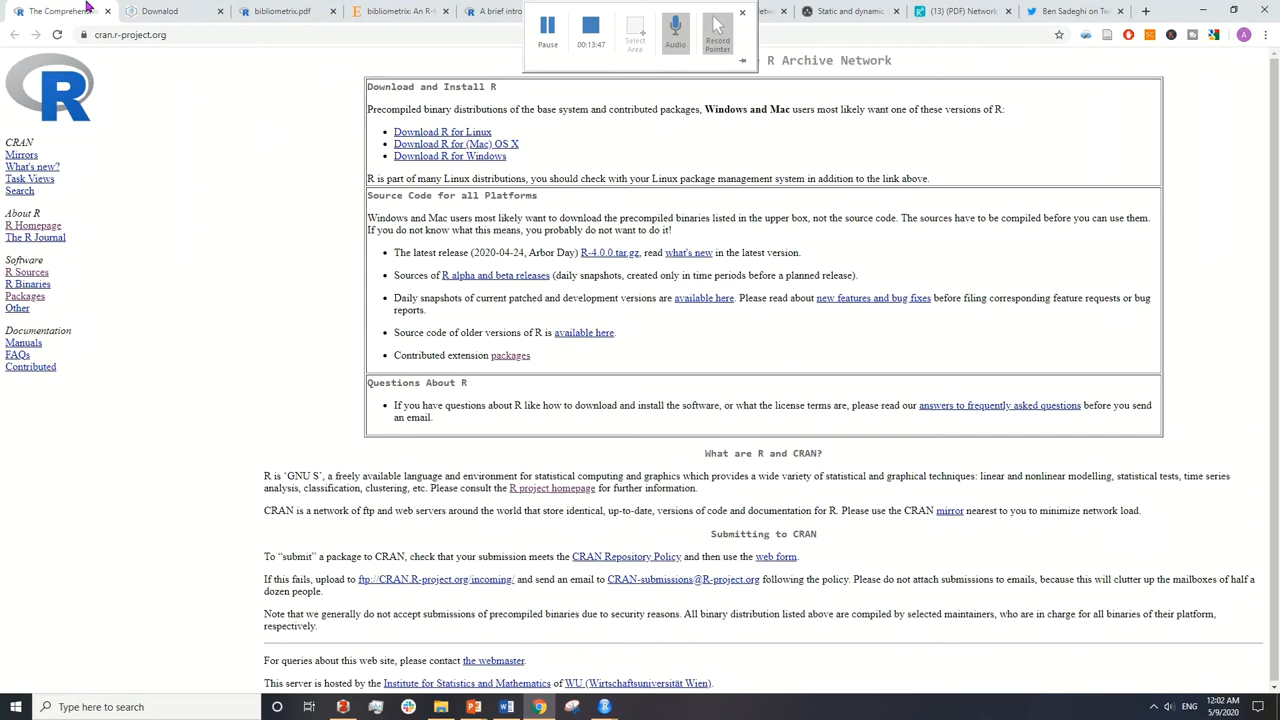 The Comprehen
Downalod
bibliometrix.pdf
bibliometrix.pdf
A brief intro
Static and dynamic
(13) (PDF) Network
Ben Sadeghi on Tw
cran.r-project.org
A
Pause
00:13:47
Select Area
Audio
Record Pointer
R Archive Network
R
CRAN
Mirrors
What's new?
Task Views
Search
About R
R Homepage
The R Journal
Software
R Sources
R Binaries
Packages
Other
Documentation
Manuals
FAQs
Contributed
Download and Install R
Precompiled binary distributions of the base system and contributed packages, Windows and Mac users most likely want one of these versions of R:
Download R for Linux
Download R for (Mac) OS X
Download R for Windows
R is part of many Linux distributions, you should check with your Linux package management system in addition to the link above.
Source Code for all Platforms
Windows and Mac users most likely want to download the precompiled binaries listed in the upper box, not the source code. The sources have to be compiled before you can use them.
If you do not know what this means, you probably do not want to do it!
The latest release (2020-04-24, Arbor Day) R-4.0.0.tar.gz, read what's new in the latest version.
Sources of R alpha and beta releases (daily snapshots, created only in time periods before a planned release).
Daily snapshots of current patched and development versions are available here. Please read about new features and bug fixes before filing corresponding feature requests or bug
reports.
Source code of older versions of R is available here.
Contributed extension packages
Questions About R
If you have questions about R like how to download and install the software, or what the license terms are, please read our answers to frequently asked questions before you send
an email.
What are R and CRAN?
R is ‘GNU S’, a freely available language and environment for statistical computing and graphics which provides a wide variety of statistical and graphical techniques: linear and nonlinear modelling, statistical tests, time series
analysis, classification, clustering, etc. Please consult the R project homepage for further information.
CRAN is a network of ftp and web servers around the world that store identical, up-to-date, versions of code and documentation for R. Please use the CRAN mirror nearest to you to minimize network load.
Submitting to CRAN
To “submit” a package to CRAN, check that your submission meets the CRAN Repository Policy and then use the web form.
If this fails, upload to ftp://CRAN.R-project.org/incoming/ and send an email to CRAN-submissions@R-project.org following the policy. Please do not attach submissions to emails, because this will clutter up the mailboxes of half a
dozen people.
Note that we generally do not accept submissions of precompiled binaries due to security reasons. All binary distribution listed above are compiled by selected maintainers, who are in charge for all binaries of their platform,
respectively.
For queries about this web site, please contact the webmaster.
This server is hosted by the Institute for Statistics and Mathematics of WU (Wirtschaftsuniversität Wien).
Type here to search
ENG
12:02 AM
5/9/2020